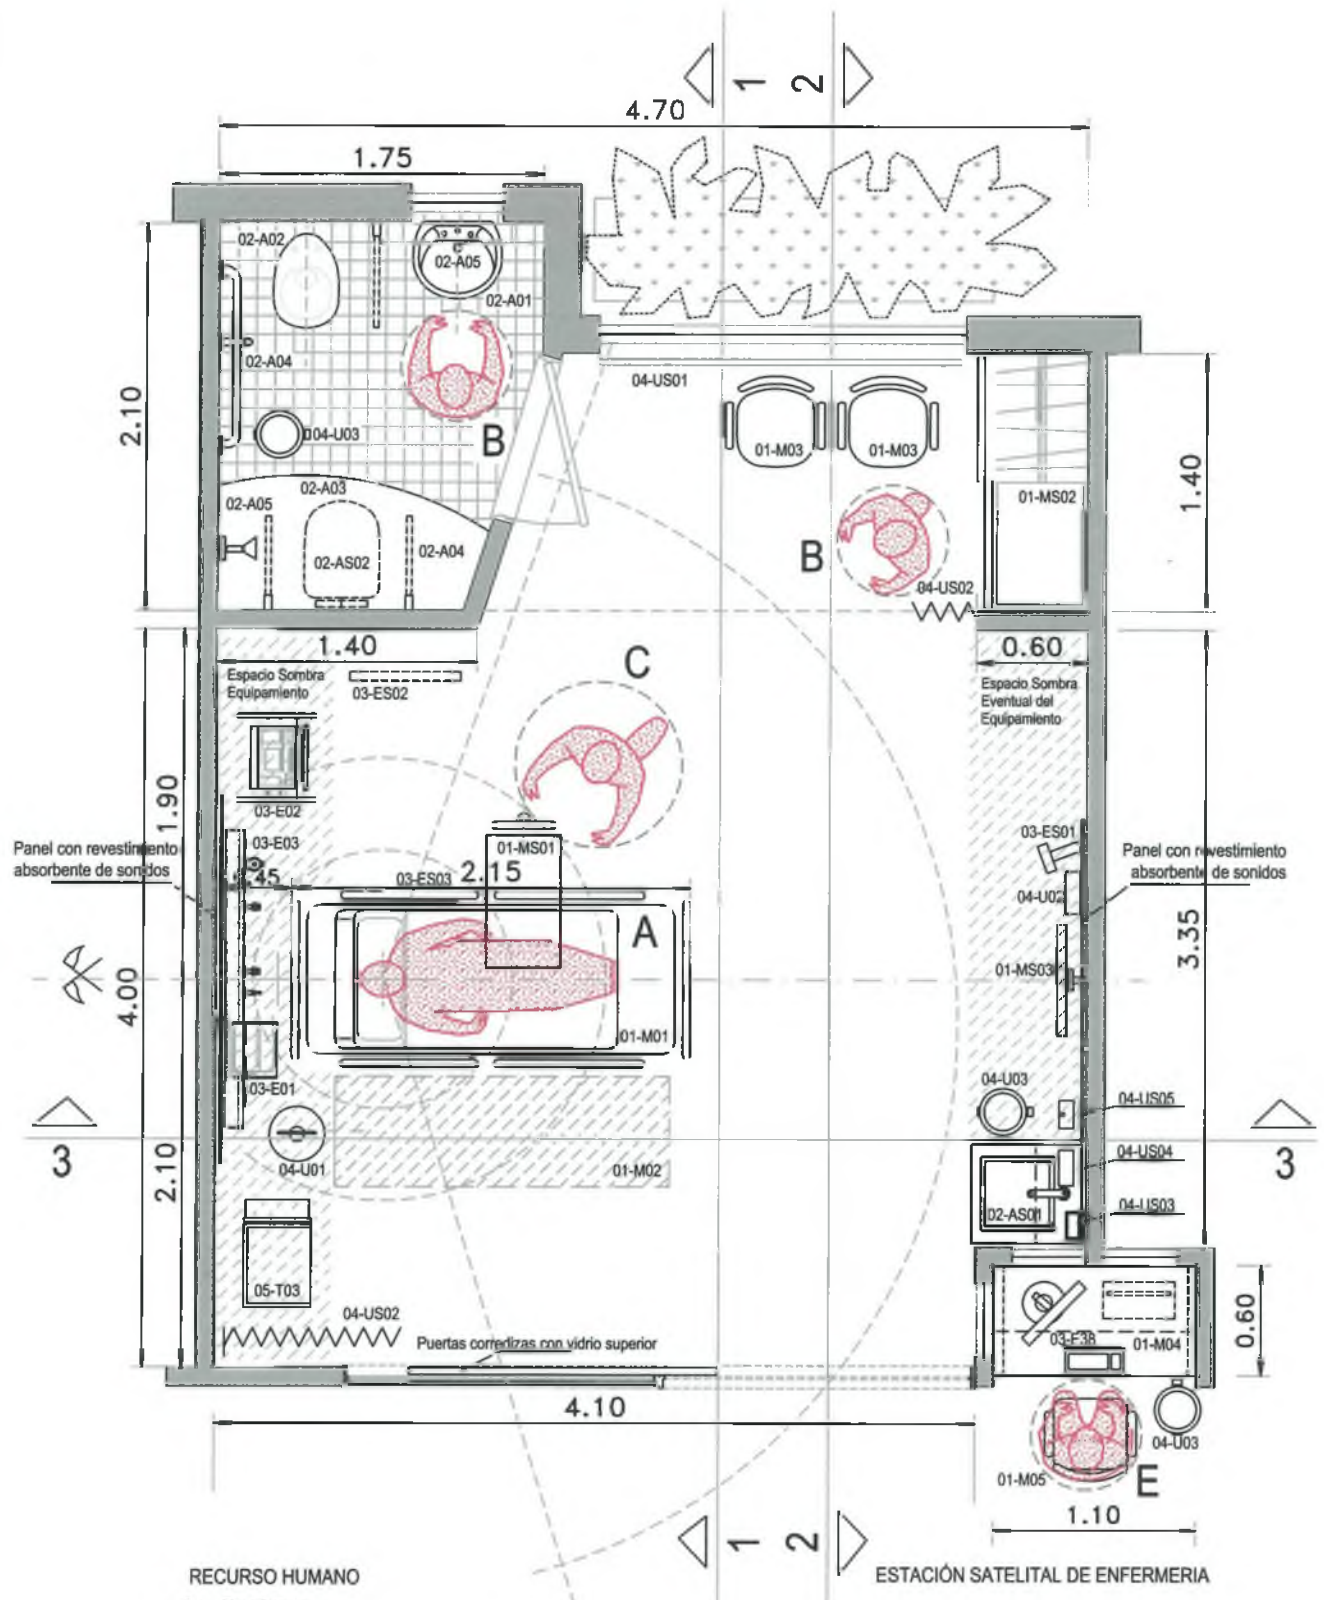 1 2
4.70
1.75
02-A02
02-A05
02-A01
2.10
02-A04
04-U03
B
04-US01
01-M03
01-M03
1.40
01-MS02
02-A03
02-A05
02-AS02
02-A04
B
04-US02
1.40
0.60
C
Espacio Sombra
Equipamiento
03-ES02
Espacio Sombra
Eventual del
Equipamiento
1.90
03-E02
03-E03
Panel con revestimiento
absorbente de sonidos
.45
03-ES03
2.15
01-MS01
03-ES01
Panel con revestimiento
absorbente de sonidos
04-U02
A
3.35
01-MS03
4.00
01-M01
03-E01
04-U03
04-US05
3
04-U01
01-M02
2.10
04-US04
3
02-AS01
04-US03
05-T03
04-US02
Puertas corredizas con vidrio superior
03-E38
01-M04
0.60
4.10
04-U03
01-M05
E
1.10
1 2
RECURSO HUMANO
ESTACIÓN SATELITAL DE ENFERMERIA